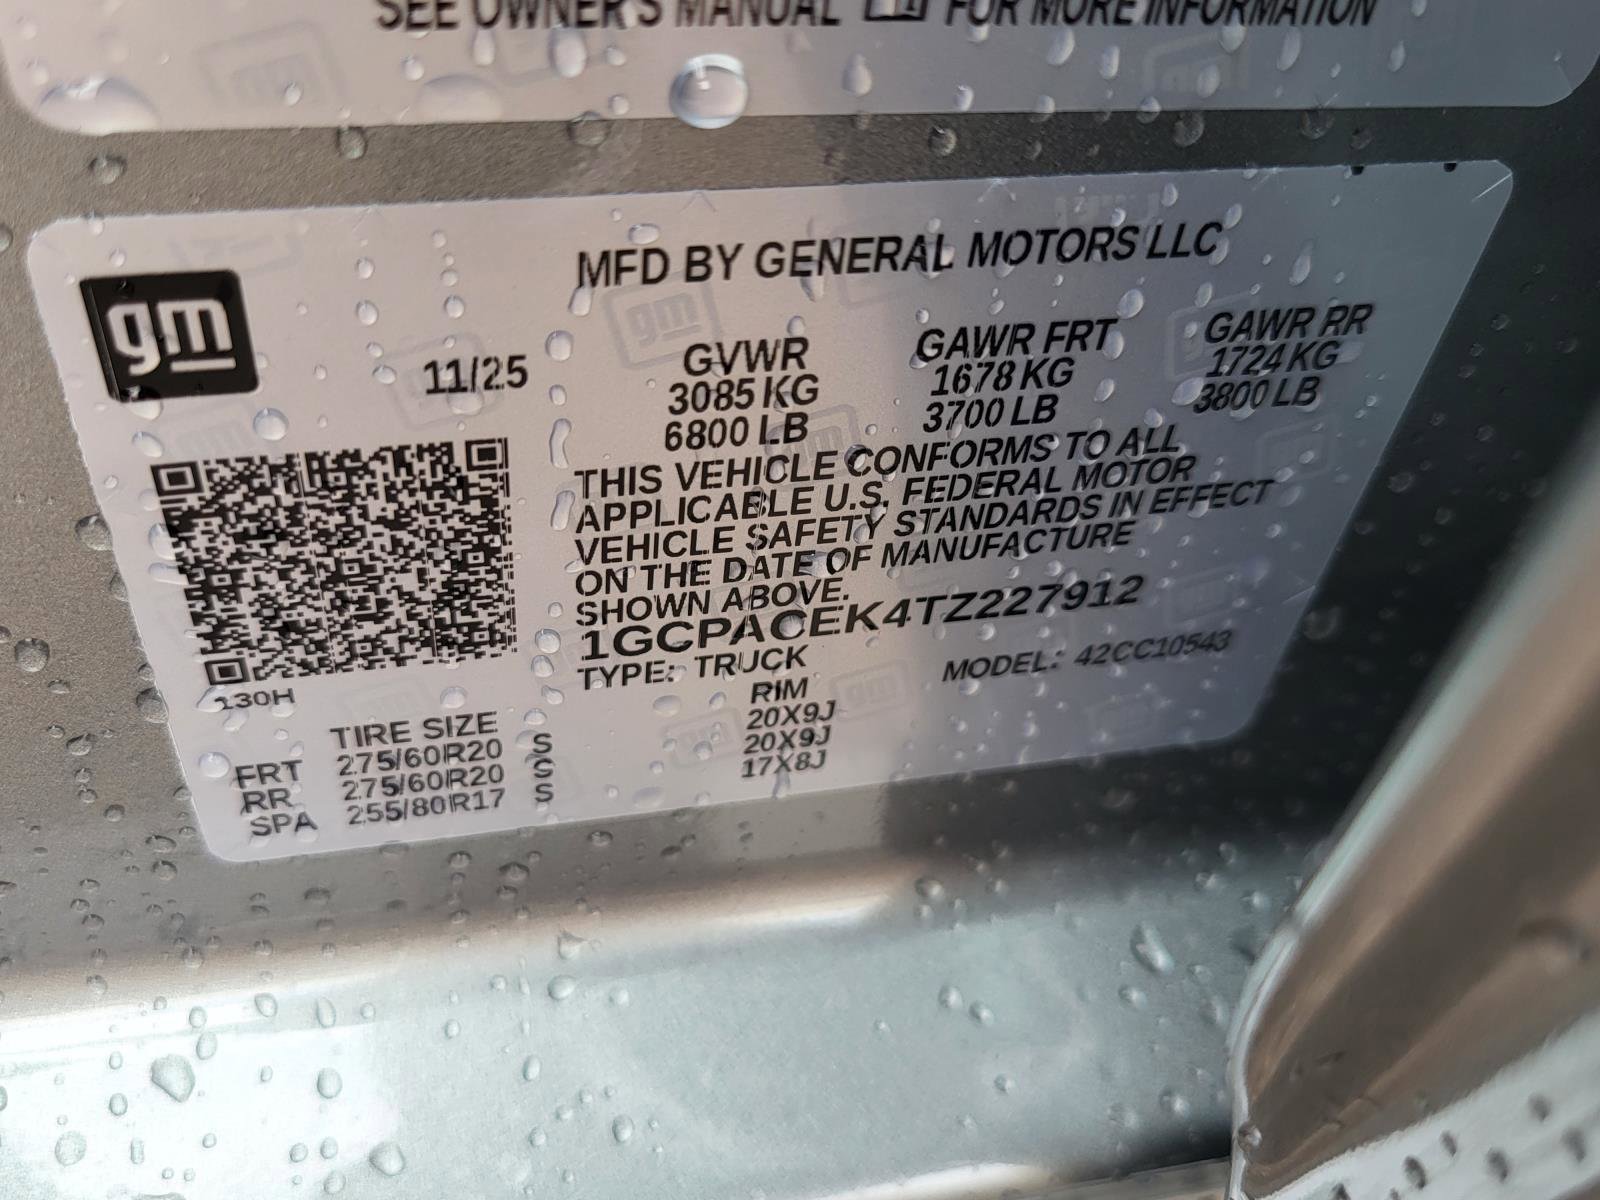 SEE OWNER'S MANUAL FOR MORE INFORMATION
gm
MFD BY GENERAL MOTORS LLC
11/25
GVWR GAWR FRT GAWR RR
3085 KG 1678 KG 1724 KG
6800 LB 3700 LB 3800 LB
THIS VEHICLE CONFORMS TO ALL
APPLICABLE U.S. FEDERAL MOTOR
VEHICLE SAFETY STANDARDS IN EFFECT
ON THE DATE OF MANUFACTURE
SHOWN ABOVE.
1GCPACEK4TZ227912
TYPE: TRUCK MODEL: 42CC10543
130H
TIRE SIZE RIM
FRT 275/60R20 S 20X9J
RR 275/60R20 S 20X9J
SPA 255/80R17 S 17X8J